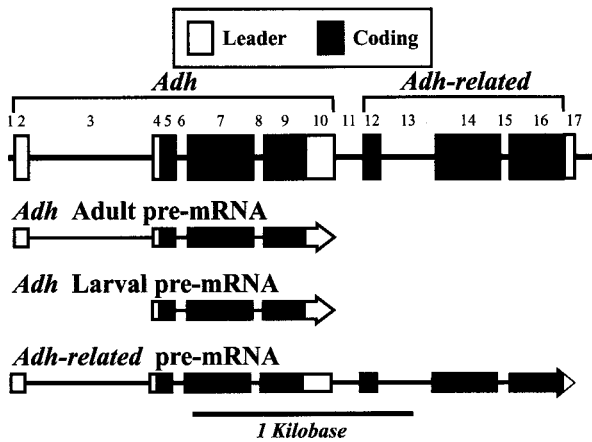 Leader Coding
Adh Adh-related
1 2 3 4 5 6 7 8 9 10 11 12 13 14 15 16 17
Adh Adult pre-mRNA
Adh Larval pre-mRNA
Adh-related pre-mRNA
1 Kilobase